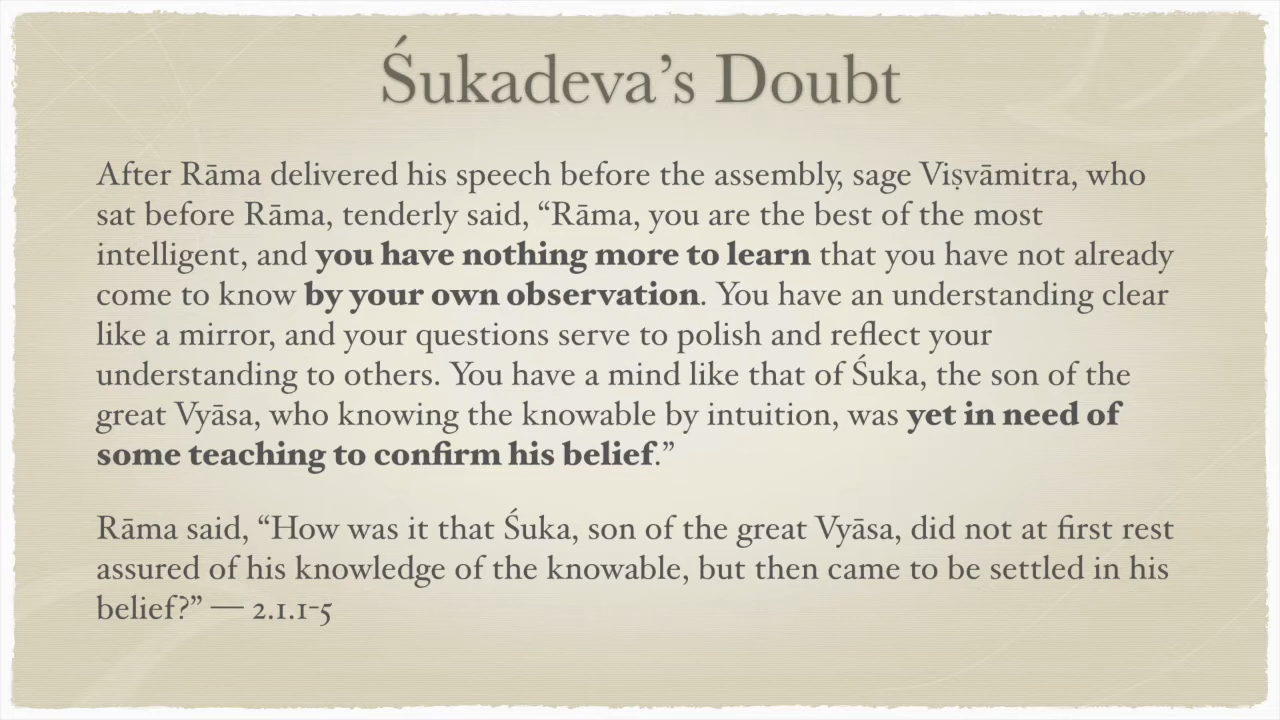 Śukadeva’s Doubt
After Rāma delivered his speech before the assembly, sage Viṣvāmitra, who
sat before Rāma, tenderly said, “Rāma, you are the best of the most
intelligent, and you have nothing more to learn that you have not already
come to know by your own observation. You have an understanding clear
like a mirror, and your questions serve to polish and reflect your
understanding to others. You have a mind like that of Śuka, the son of the
great Vyāsa, who knowing the knowable by intuition, was yet in need of
some teaching to confirm his belief.”
Rāma said, “How was it that Śuka, son of the great Vyāsa, did not at first rest
assured of his knowledge of the knowable, but then came to be settled in his
belief?” — 2.1.1-5